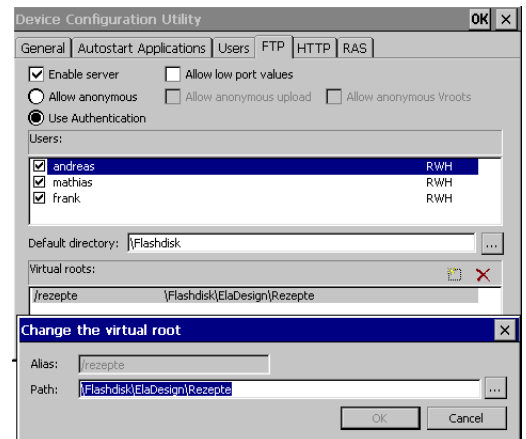 Device Configuration Utility OK
General Autostart Applications Users FTP HTTP RAS
Enable server Allow low port values
Allow anonymous Allow anonymous upload Allow anonymous Vroots
Use Authentication
Users:
andreas RWH
mathias RWH
frank RWH
Default directory: \Flashdisk ...
Virtual roots:
/rezepte \Flashdisk\ElaDesign\Rezepte
Change the virtual root
Alias: /rezepte
Path: \Flashdisk\ElaDesign\Rezepte ...
OK Cancel